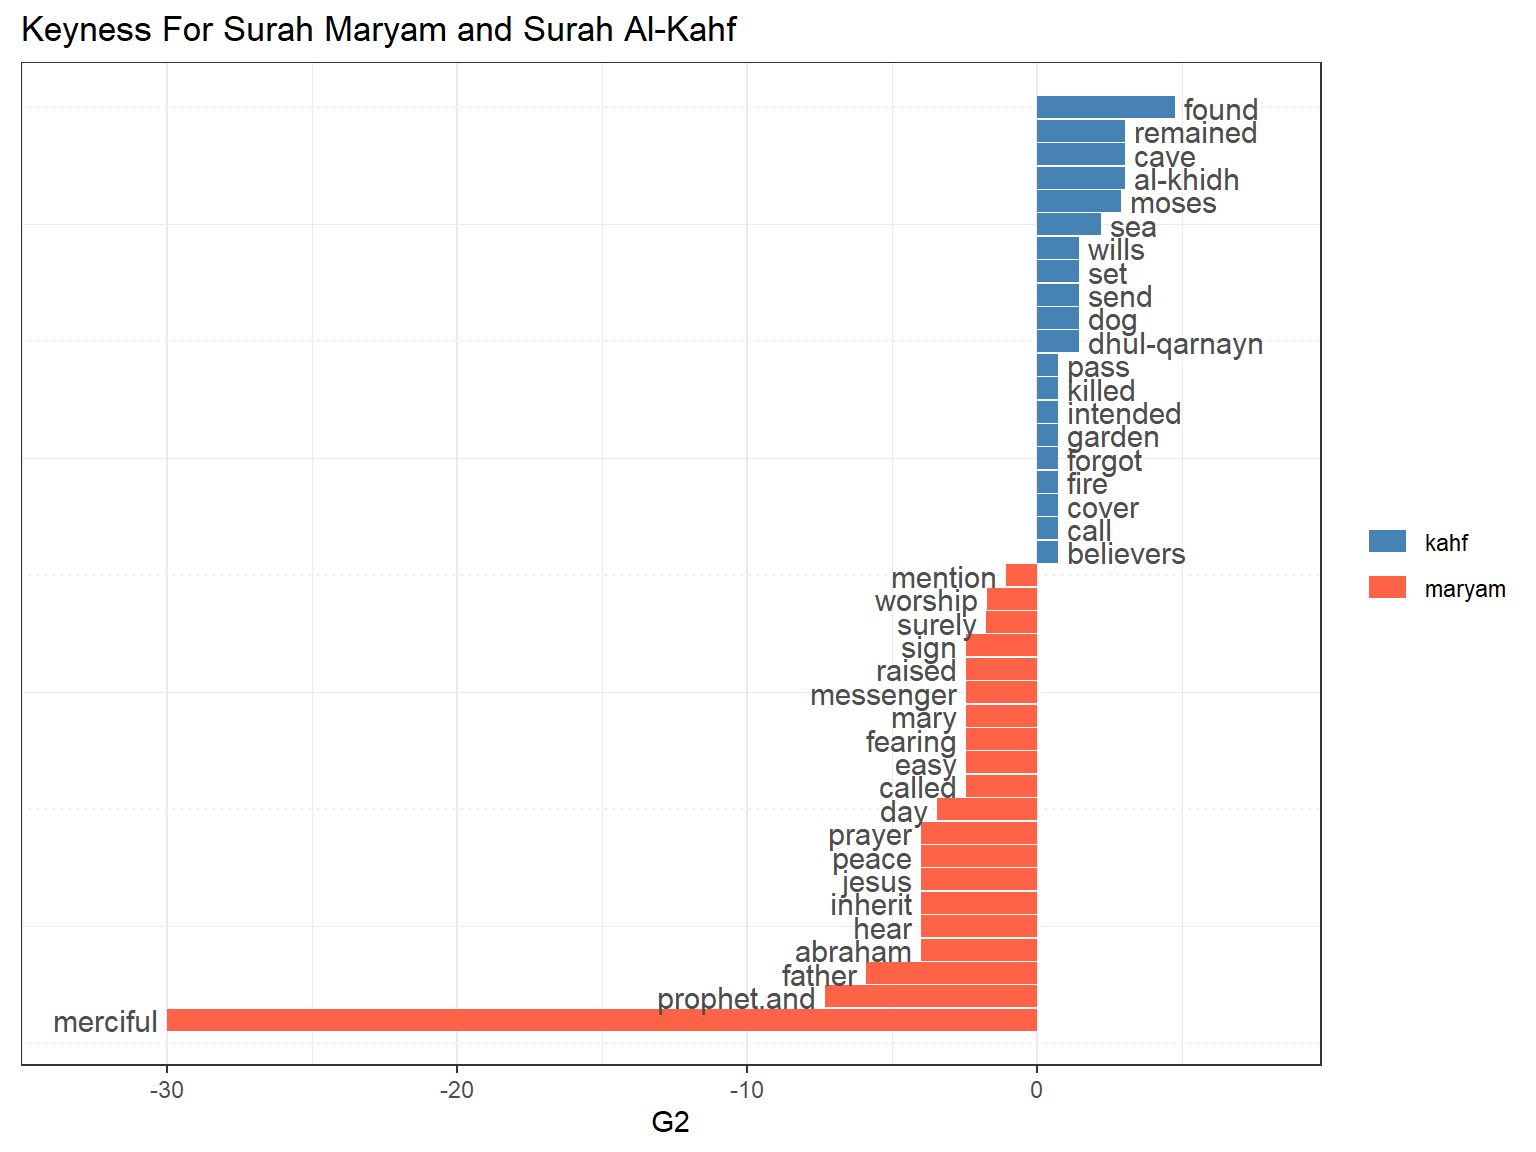 Keyness For Surah Maryam and Surah Al-Kahf
found
remained
cave
al-khidh
moses
sea
wills
set
send
dog
dhul-qarnayn
pass
killed
intended
garden
forgot
fire
cover
call
believers
mention
worship
surely
sign
raised
messenger
mary
fearing
easy
called
day
prayer
peace
jesus
inherit
hear
abraham
father
prophet.and
merciful
kahf
maryam
-30 -20 -10 0
G2